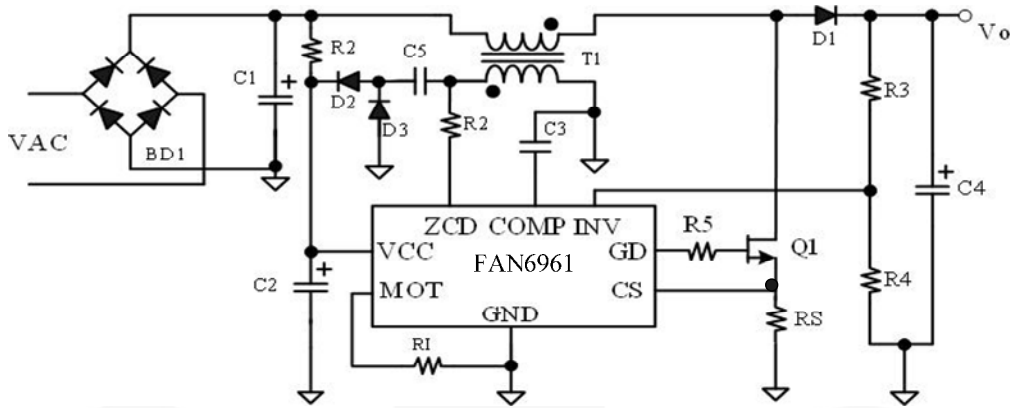 Vo
D1
R2
C5
T1
C1
+
D2
D3
R2
C3
R3
VAC
BD1
+
C4
ZCD COMP INV
R5
VCC
GD
Q1
FAN6961
+
C2
MOT
CS
R4
GND
RS
RI